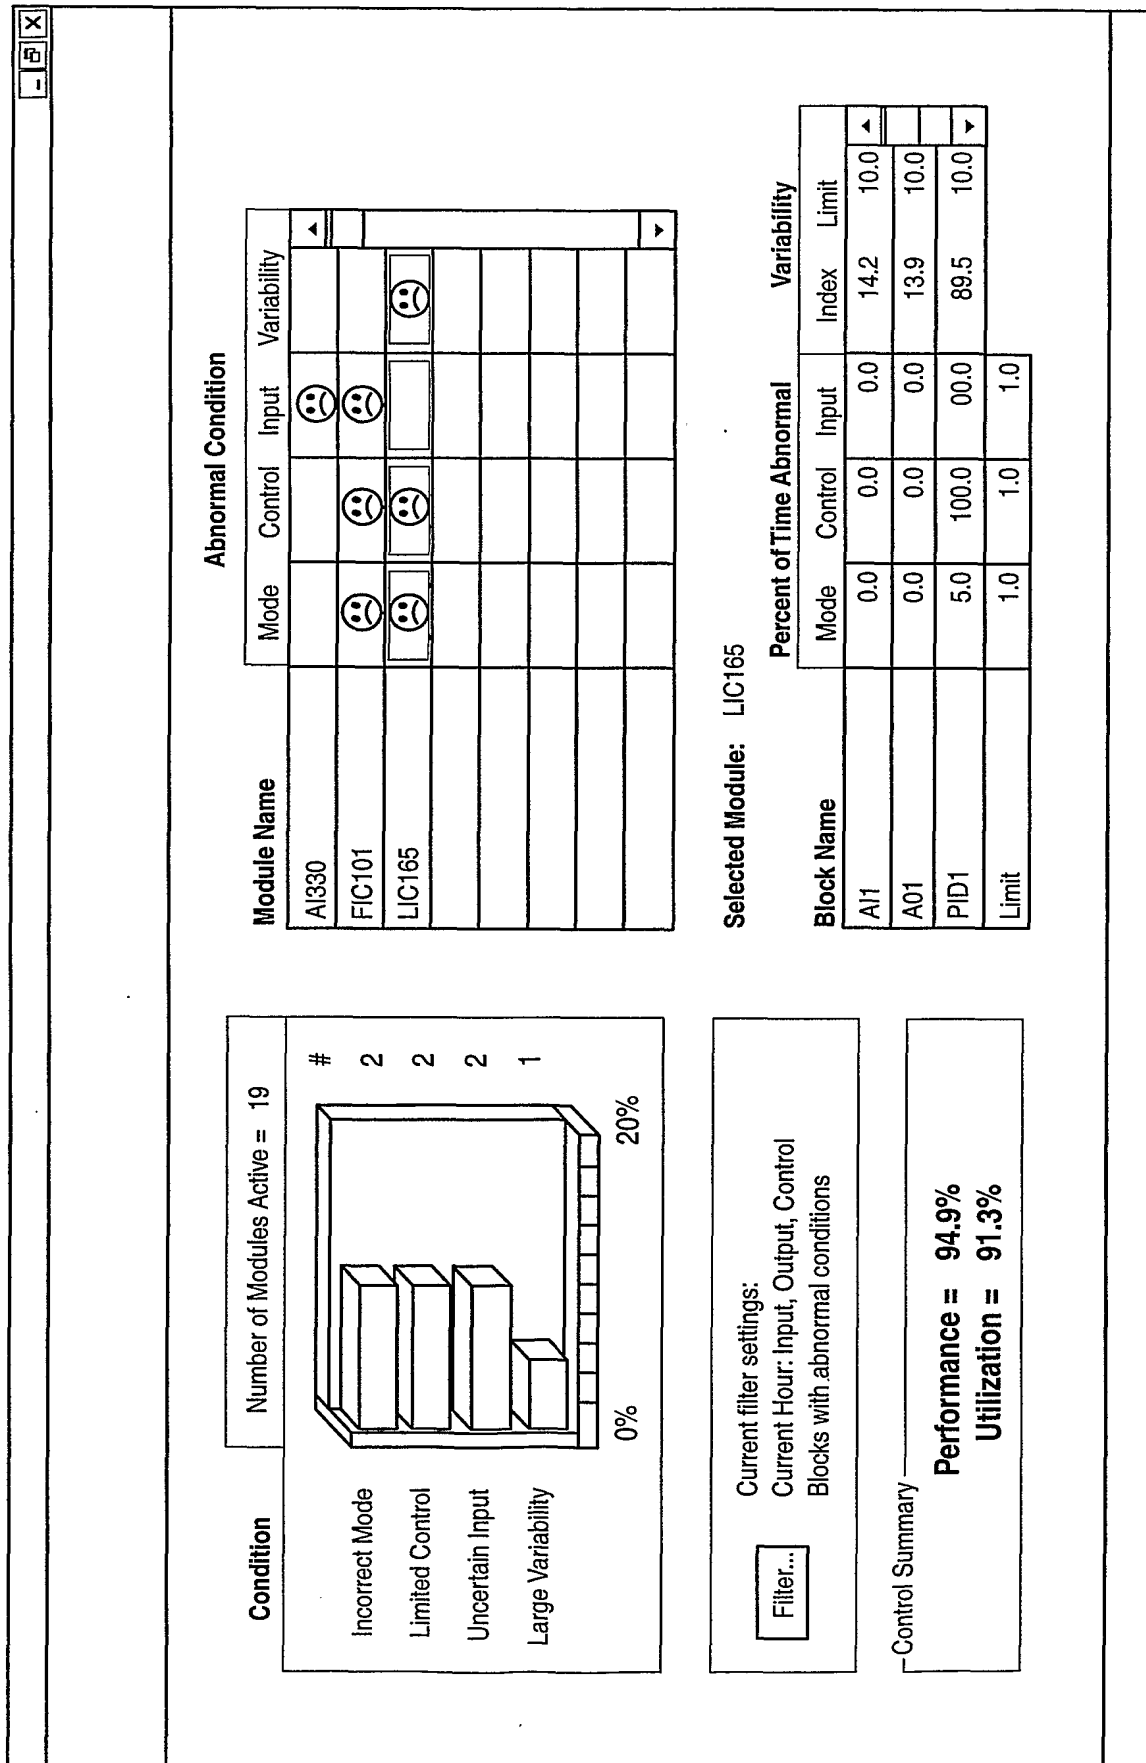 Condition
Number of Modules Active = 19
#
Incorrect Mode 2
Limited Control 2
Uncertain Input 2
Large Variability 1
0% 20%
Filter...
Current filter settings:
Current Hour: Input, Output, Control
Blocks with abnormal conditions
Control Summary
Performance = 94.9%
Utilization = 91.3%
Abnormal Condition
Module Name Mode Control Input Variability
AI330
FIC101
LIC165
Selected Module: LIC165
Percent of Time Abnormal Variability
Block Name Mode Control Input Index Limit
AI1 0.0 0.0 0.0 14.2 10.0
A01 0.0 0.0 0.0 13.9 10.0
PID1 5.0 100.0 00.0 89.5 10.0
Limit 1.0 1.0 1.0